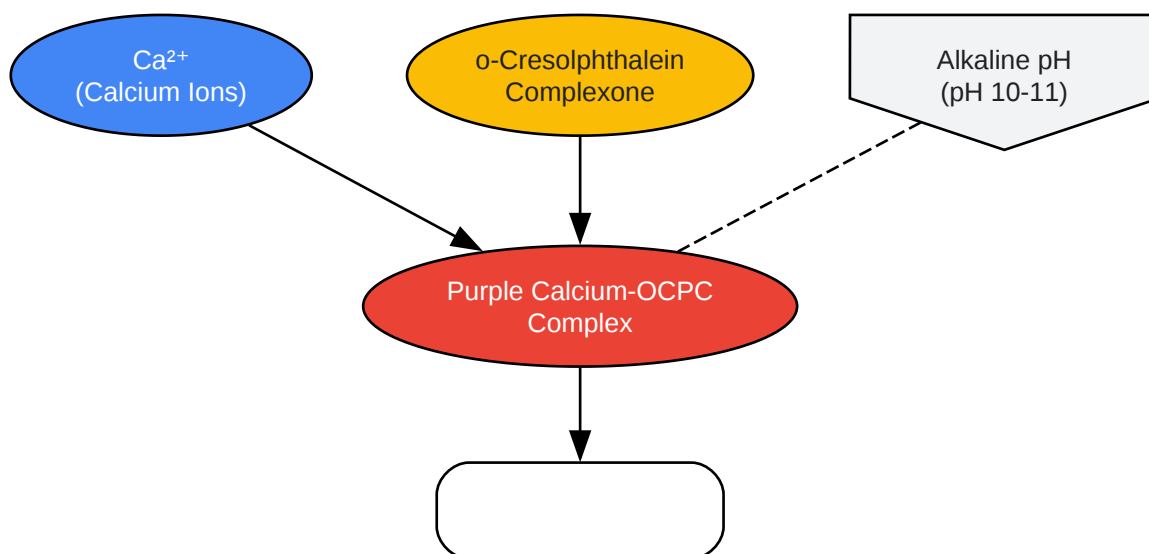 Ca²⁺
(Calcium Ions)
o-Cresolphthalein
Complexone
Alkaline pH
(pH 10-11)
Purple Calcium-OCPC
Complex